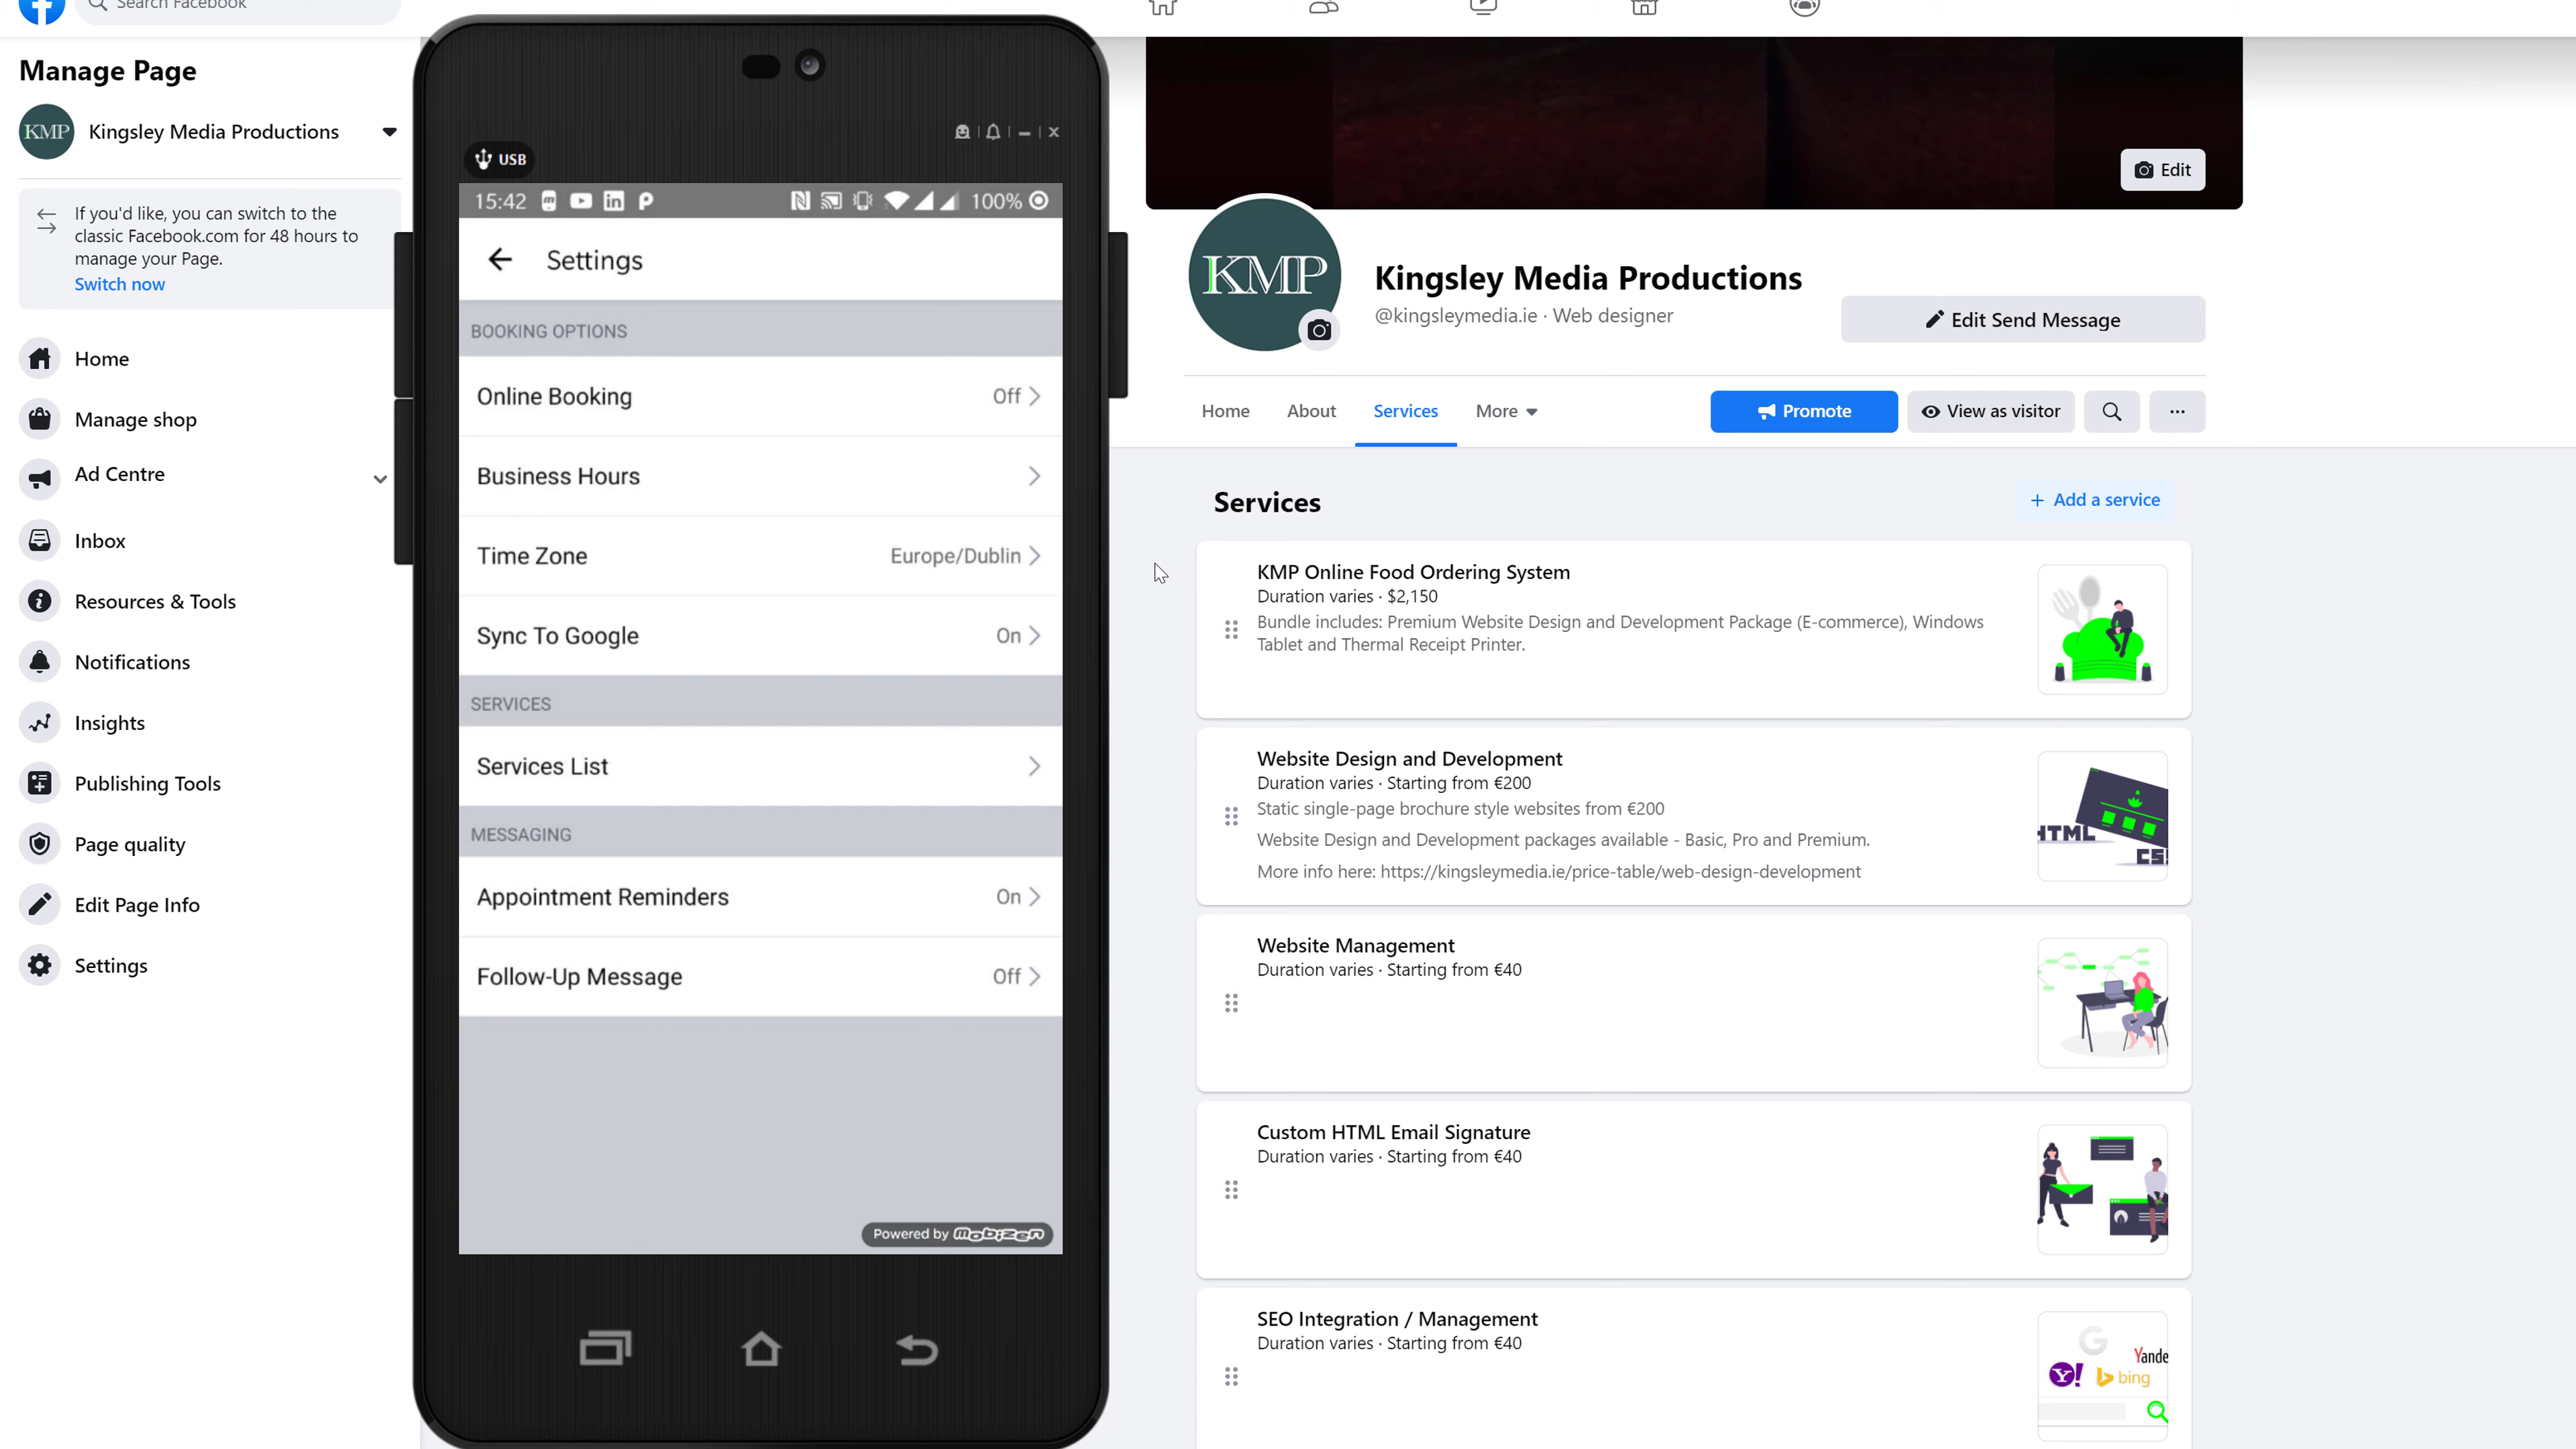 Search Facebook
Manage Page
KMP
Kingsley Media Productions
If you'd like, you can switch to the
classic Facebook.com for 48 hours to
manage your Page.
Switch now
Home
Manage shop
Ad Centre
Inbox
Resources & Tools
Notifications
Insights
Publishing Tools
Page quality
Edit Page Info
Settings
USB
15:42
100%
Settings
BOOKING OPTIONS
Online Booking Off
Business Hours
Time Zone Europe/Dublin
Sync To Google On
SERVICES
Services List
MESSAGING
Appointment Reminders On
Follow-Up Message Off
Powered by mobizen
Edit
KMP
Kingsley Media Productions
@kingsleymedia.ie · Web designer
Edit Send Message
Home About Services More
Promote View as visitor
Services
+ Add a service
KMP Online Food Ordering System
Duration varies · $2,150
Bundle includes: Premium Website Design and Development Package (E-commerce), Windows
Tablet and Thermal Receipt Printer.
Website Design and Development
Duration varies · Starting from €200
Static single-page brochure style websites from €200
Website Design and Development packages available - Basic, Pro and Premium.
More info here: https://kingsleymedia.ie/price-table/web-design-development
HTML
CS
Website Management
Duration varies · Starting from €40
Custom HTML Email Signature
Duration varies · Starting from €40
SEO Integration / Management
Duration varies · Starting from €40
G
Yande
Y! bing